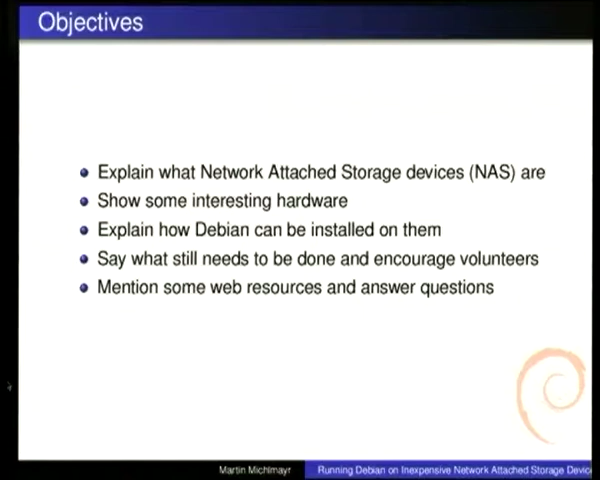 Objectives
Explain what Network Attached Storage devices (NAS) are
Show some interesting hardware
Explain how Debian can be installed on them
Say what still needs to be done and encourage volunteers
Mention some web resources and answer questions
Martin Michlmayr Running Debian on Inexpensive Network Attached Storage Devic